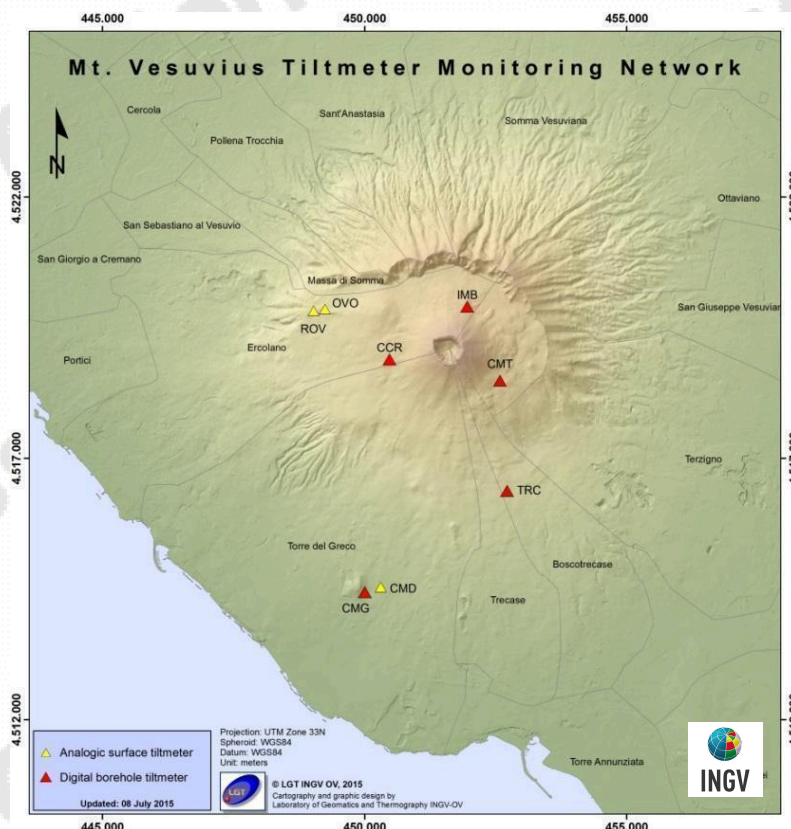 445.000 450.000 455.000
Mt. Vesuvius Tiltmeter Monitoring Network
Cercola
Sant'Anastasia
Somma Vesuviana
Pollena Trocchia
N
4.522.000
Ottaviano
San Sebastiano al Vesuvio
San Giorgio a Cremano
Massa di Somma
IMB
OVO
San Giuseppe Vesuvian
ROV
Ercolano
CCR
Portici
CMT
4.517.000
Terzigno
TRC
Torre del Greco
Boscotrecase
CMD
Trecase
CMG
4.512.000
Analogic surface tiltmeter
Digital borehole tiltmeter
Updated: 08 July 2015
Projection: UTM Zone 33N
Spheroid: WGS84
Datum: WGS84
Unit: meters
LGT
© LGT INGV OV, 2015
Cartography and graphic design by
Laboratory of Geomatics and Thermography INGV-OV
Torre Annunziata
INGV
ei
445.000 450.000 455.000